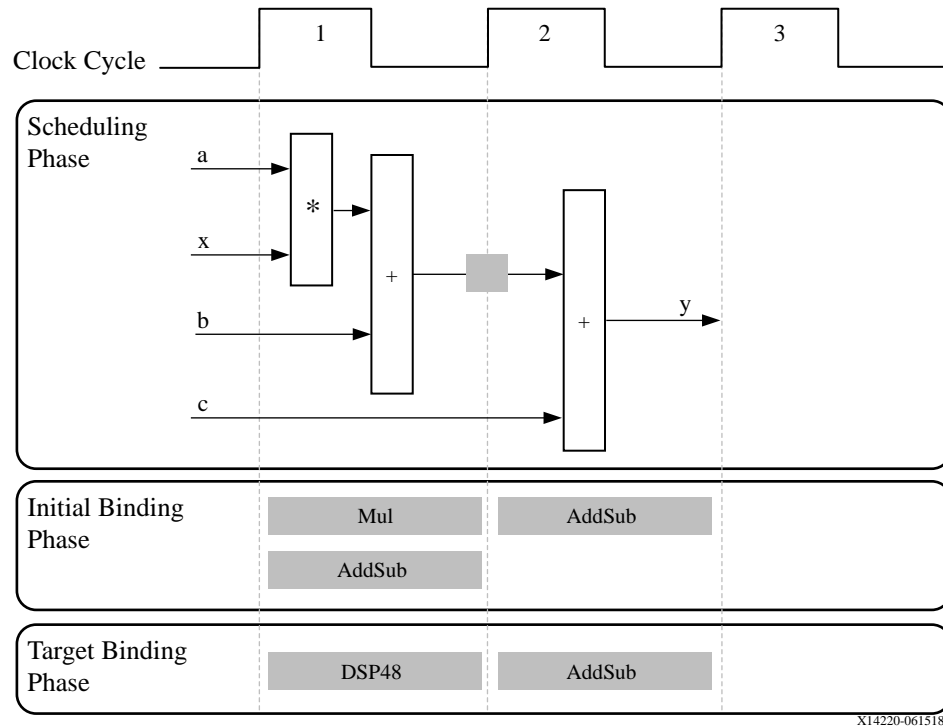 1
2
3
Clock Cycle
Scheduling
Phase
a
*
x
+
b
+
y
c
Initial Binding
Phase
Mul
AddSub
AddSub
Target Binding
Phase
DSP48
AddSub
X14220-061518